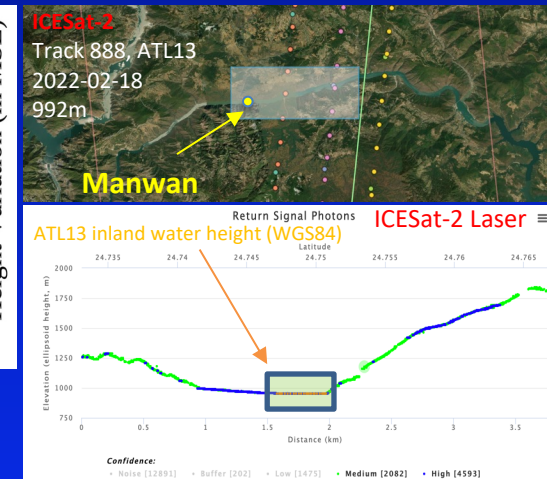 Height variation (m MSL)
ICESat-2
Track 888, ATL13
2022-02-18
992m
Manwan
Return Signal Photons
ICESat-2 Laser
ATL13 inland water height (WGS84)
Latitude
24.735 24.74 24.745 24.75 24.755 24.76 24.765
Elevation (ellipsoid height, m)
2000
1750
1500
1250
1000
750
0 0.5 1 1.5 2 2.5 3 3.5
Distance (km)
Confidence:
Noise [12891] Buffer [202] Low [1475] Medium [2082] High [4593]